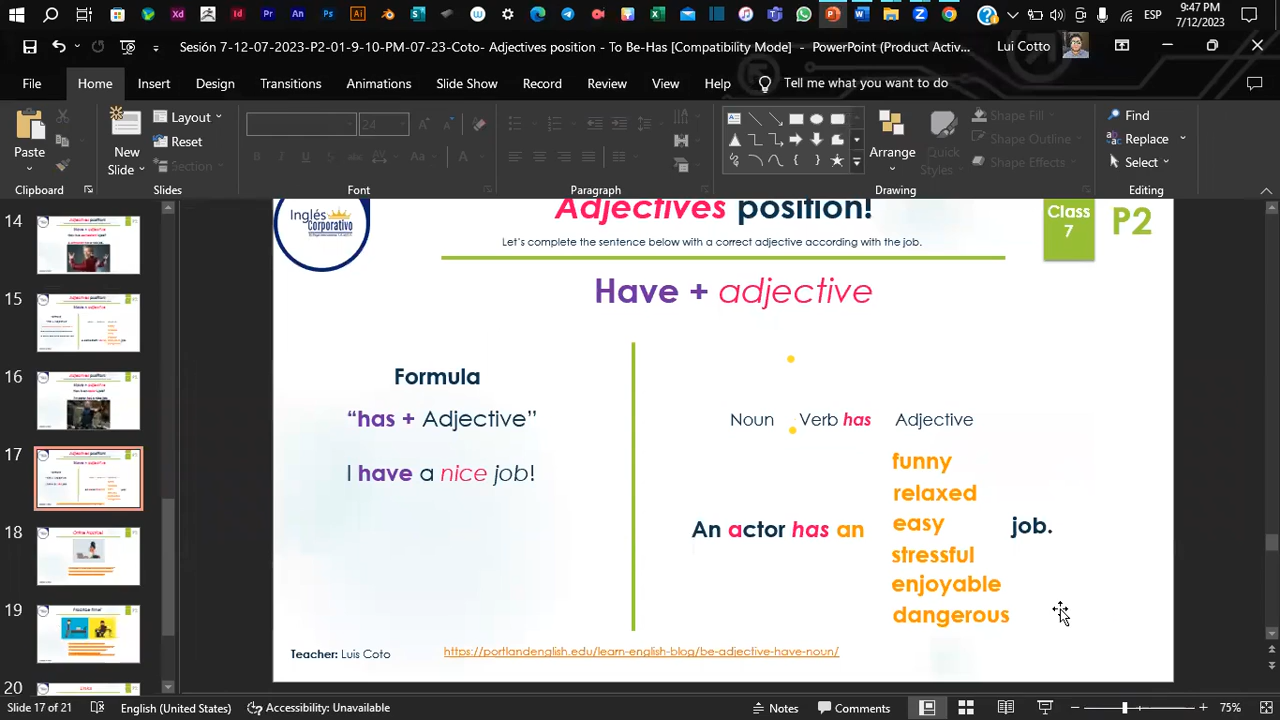 9:47 PM
ESP
7/12/2023
Sesión 7-12-07-2023-P2-01-9-10-PM-07-23-Coto- Adjectives position - To Be-Has [Compatibility Mode] - PowerPoint (Product Activ...
Lui Cotto
File Home Insert Design Transitions Animations Slide Show Record Review View Help Tell me what you want to do
Paste
New Slide
Layout
Reset
Section
24
Arrange
Quick Styles
Shape Fill
Shape Outline
Shape Effects
Find
Replace
Select
Clipboard Slides Font Paragraph Drawing Editing
14
15
16
17
18
19
20
Inglés
Corporativo
Adjectives position!
Class
7
P2
Let's complete the sentence below with a correct adjective according with the job.
Have + adjective
Formula
“has + Adjective”
I have a nice job!
Noun Verb has Adjective
funny
relaxed
easy
stressful
enjoyable
dangerous
An actor has an
job.
Teacher: Luis Coto
https://portlandenglish.edu/learn-english-blog/be-adjective-have-noun/
Slide 17 of 21 English (United States) Accessibility: Unavailable Notes Comments 75%